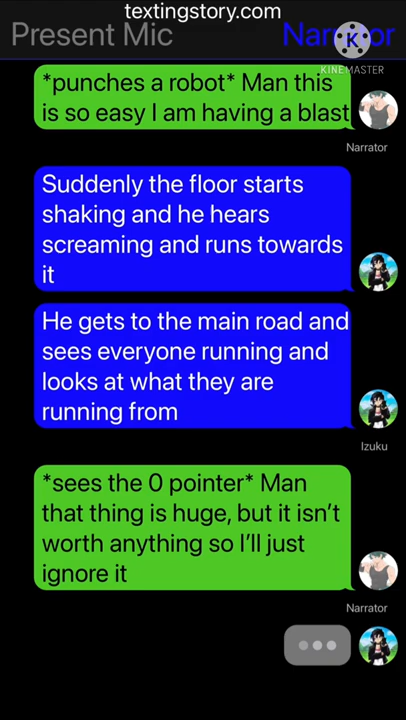 textingstory.com
Present Mic
Narrator
K
KINEMASTER
*punches a robot* Man this
is so easy I am having a blast
Narrator
Suddenly the floor starts
shaking and he hears
screaming and runs towards
it
He gets to the main road and
sees everyone running and
looks at what they are
running from
Izuku
*sees the 0 pointer* Man
that thing is huge, but it isn't
worth anything so I'll just
ignore it
Narrator